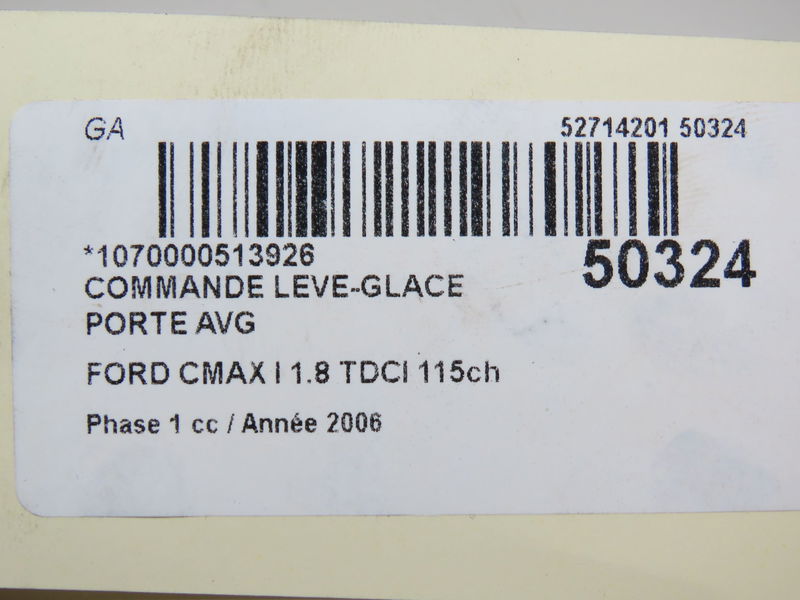 GA
52714201 50324
*1070000513926
50324
COMMANDE LEVE-GLACE
PORTE AVG
FORD CMAX I 1.8 TDCI 115ch
Phase 1 cc / Année 2006